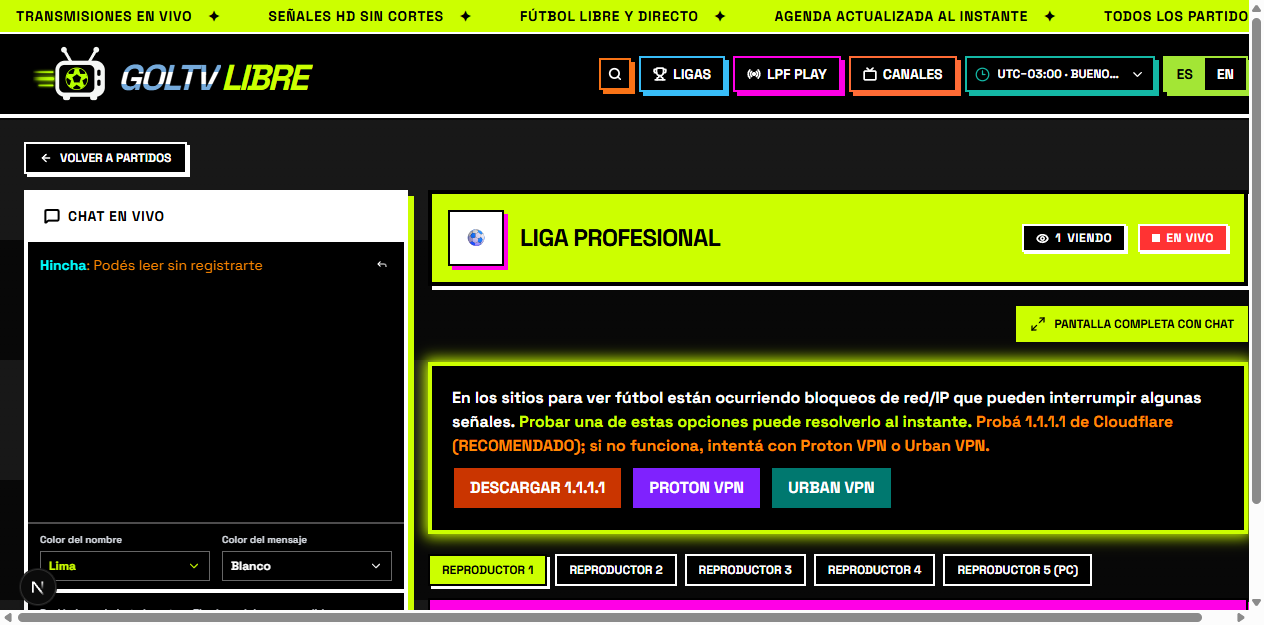 TRANSMISIONES EN VIVO ✦ SEÑALES HD SIN CORTES ✦ FÚTBOL LIBRE Y DIRECTO ✦ AGENDA ACTUALIZADA AL INSTANTE ✦ TODOS LOS PARTIDO
GOLTV LIBRE
LIGAS
LPF PLAY
CANALES
UTC-03:00 · BUENO...
ES
EN
VOLVER A PARTIDOS
CHAT EN VIVO
Hincha: Podés leer sin registrarte
Color del nombre
Color del mensaje
Lima
Blanco
N
LIGA PROFESIONAL
1 VIENDO
EN VIVO
PANTALLA COMPLETA CON CHAT
En los sitios para ver fútbol están ocurriendo bloqueos de red/IP que pueden interrumpir algunas
señales. Probar una de estas opciones puede resolverlo al instante. Probá 1.1.1.1 de Cloudflare
(RECOMENDADO); si no funciona, intentá con Proton VPN o Urban VPN.
DESCARGAR 1.1.1.1
PROTON VPN
URBAN VPN
REPRODUCTOR 1
REPRODUCTOR 2
REPRODUCTOR 3
REPRODUCTOR 4
REPRODUCTOR 5 (PC)